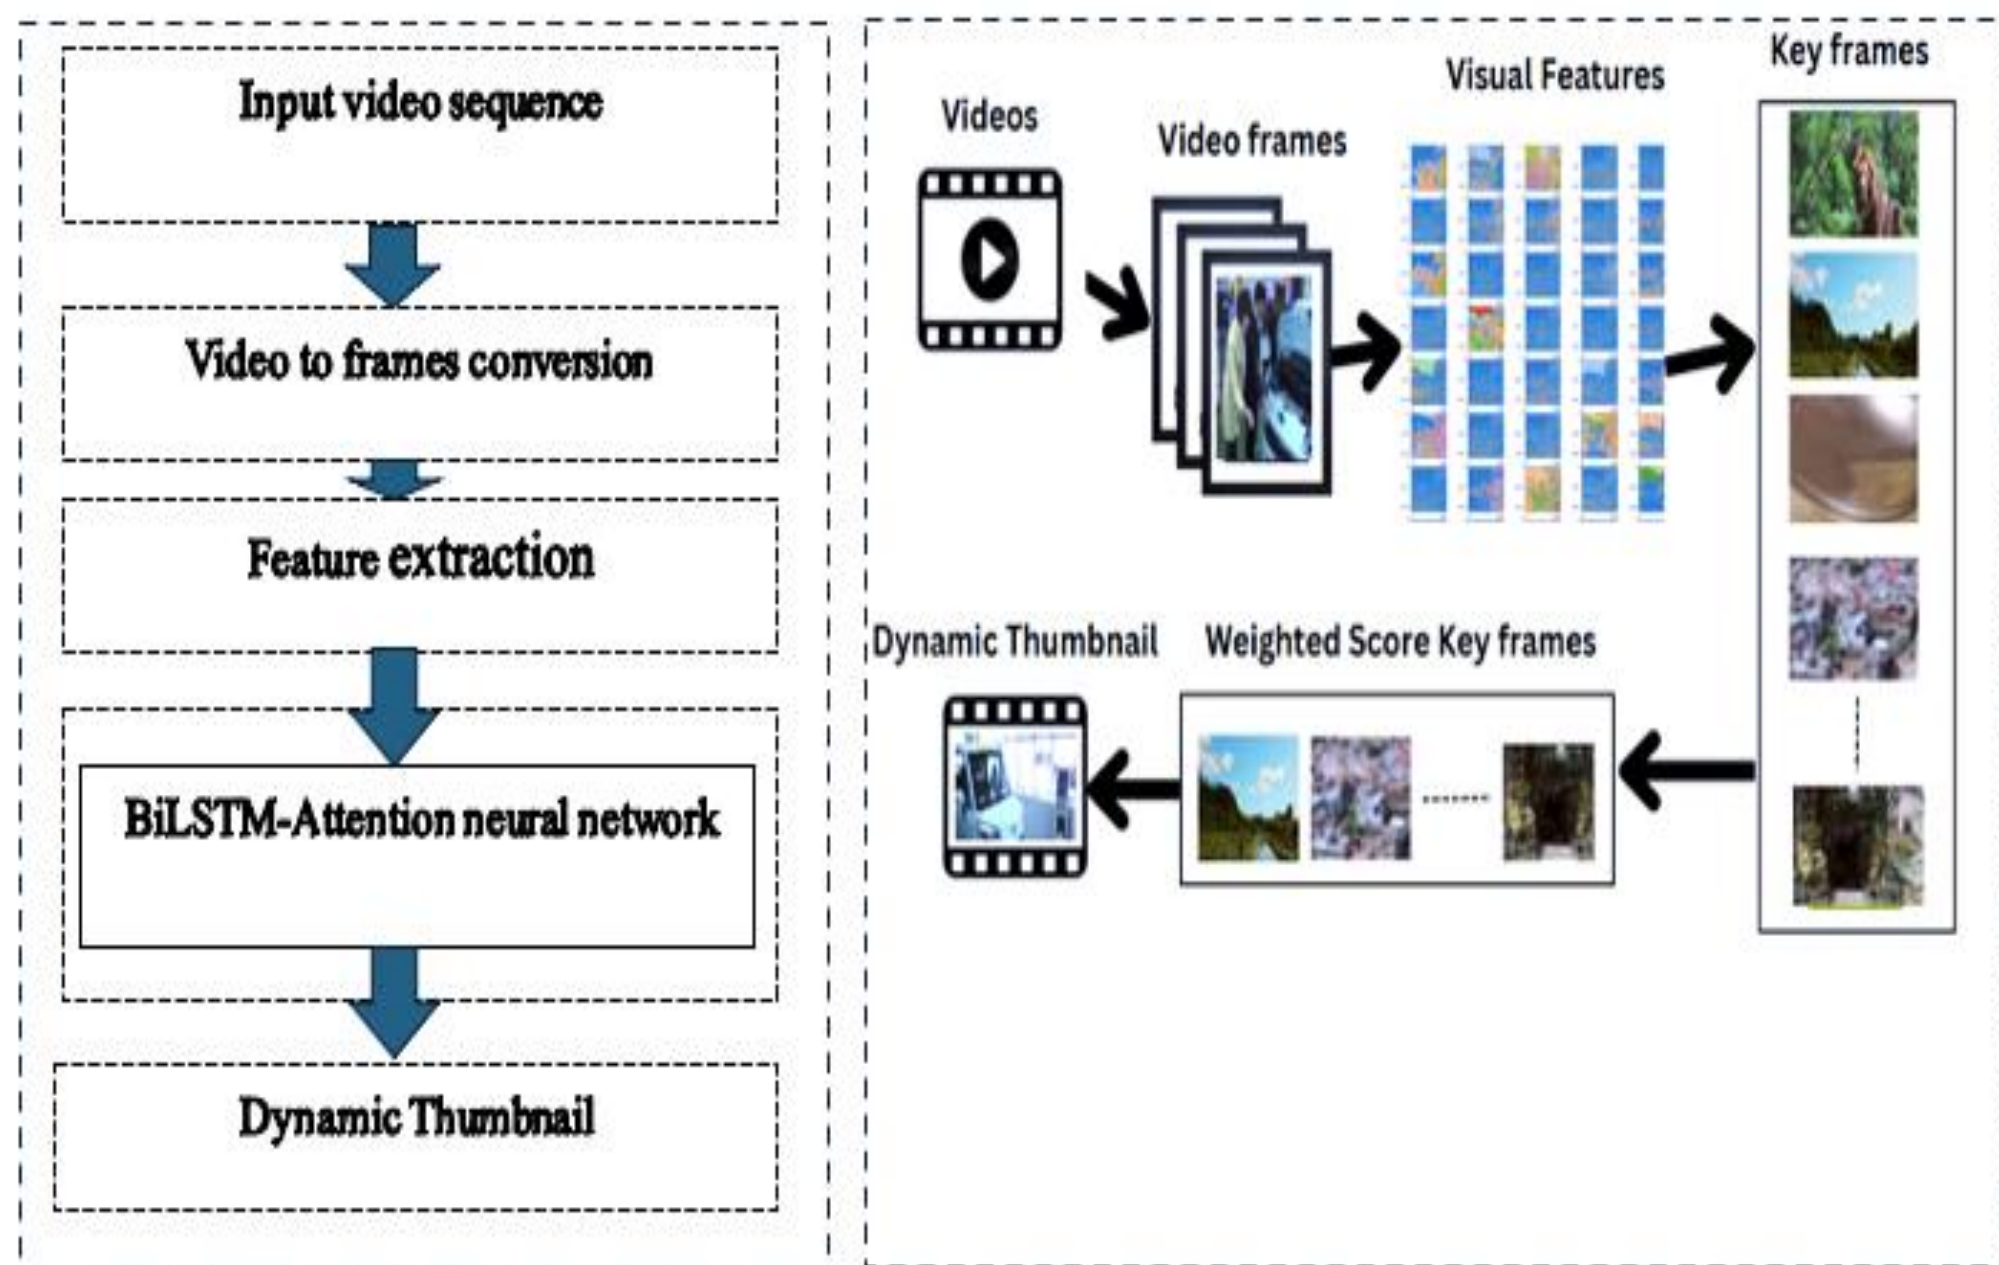 Input video sequence
Video to frames conversion
Feature extraction
BiLSTM-Attention neural network
Dynamic Thumbnail
Videos
Video frames
Visual Features
Key frames
Dynamic Thumbnail
Weighted Score Key frames